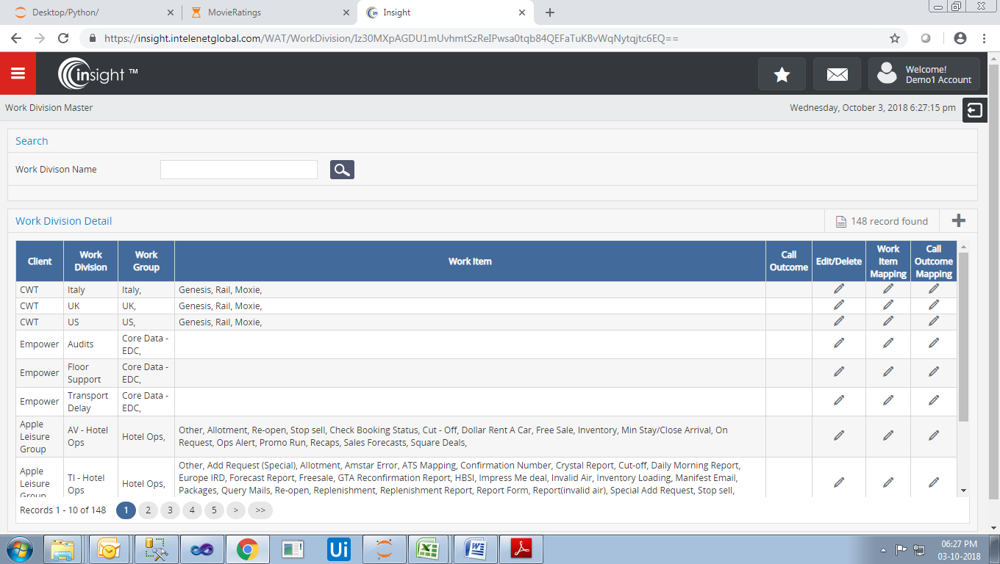 Desktop/Python/
MovieRatings
Insight
https://insight.intelenetglobal.com/WAT/WorkDivision/Iz30MXpAGDU1mUvhmtSzReIPwsa0tqb84QEFaTuKBvWqNytqjtc6EQ==
insight ™
Welcome!
Demo1 Account
Work Division Master
Wednesday, October 3, 2018 6:27:15 pm
Search
Work Divison Name
Work Division Detail
148 record found
Client
Work Division
Work Group
Work Item
Call Outcome
Edit/Delete
Work Item Mapping
Call Outcome Mapping
CWT Italy Italy, Genesis, Rail, Moxie,
CWT UK UK, Genesis, Rail, Moxie,
CWT US US, Genesis, Rail, Moxie,
Empower Audits Core Data - EDC,
Empower Floor Support Core Data - EDC,
Empower Transport Delay Core Data - EDC,
Apple Leisure Group AV - Hotel Ops Hotel Ops, Other, Allotment, Re-open, Stop sell, Check Booking Status, Cut - Off, Dollar Rent A Car, Free Sale, Inventory, Min Stay/Close Arrival, On
Request, Ops Alert, Promo Run, Recaps, Sales Forecasts, Square Deals,
Apple Leisure Group TI - Hotel Ops Hotel Ops, Other, Add Request (Special), Allotment, Amstar Error, ATS Mapping, Confirmation Number, Crystal Report, Cut-off, Daily Morning Report,
Europe IRD, Forecast Report, Freesale, GTA Reconfirmation Report, HBSI, Impress Me deal, Invalid Air, Inventory Loading, Manifest Email,
Packages, Query Mails, Re-open, Replenishment, Replenishment Report, Report Form, Report(invalid air), Special Add Request, Stop sell,
Records 1 - 10 of 148 1 2 3 4 5 > >>
Ui
06:27 PM
03-10-2018